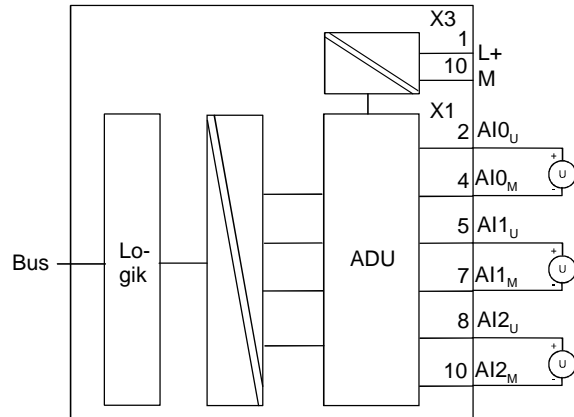 X3
1
L+
10
M
X1
2 AI0U
+
U
-
4 AI0M
5 AI1U
+
U
-
7 AI1M
8 AI2U
+
U
-
10 AI2M
Bus
Lo-
gik
ADU